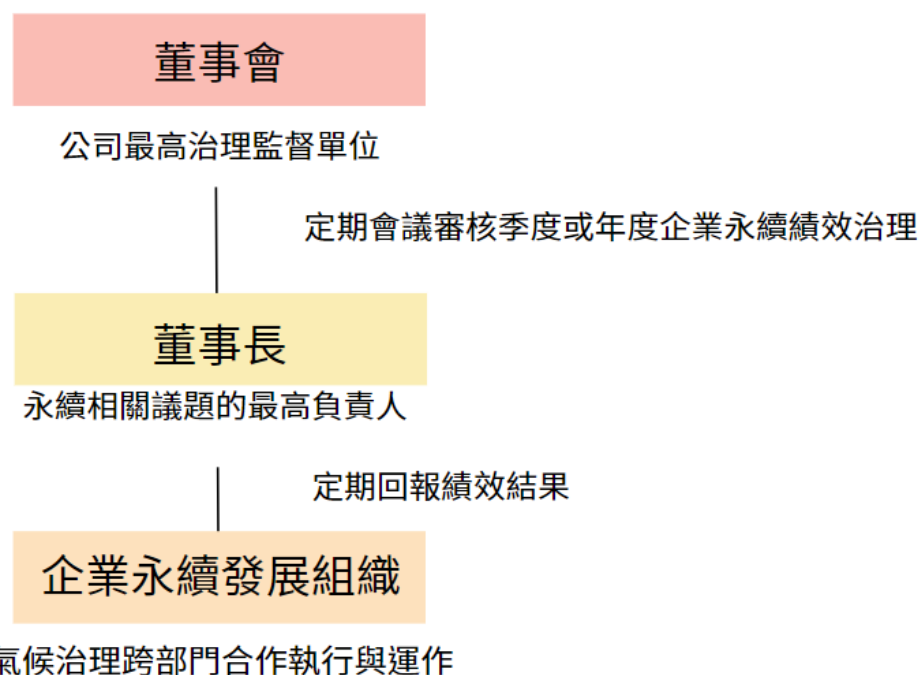 董事會
公司最高治理監督單位
定期會議審核季度或年度企業永續績效治理
董事長
永續相關議題的最高負責人
定期回報績效結果
企業永續發展組織
氣候治理跨部門合作執行與運作